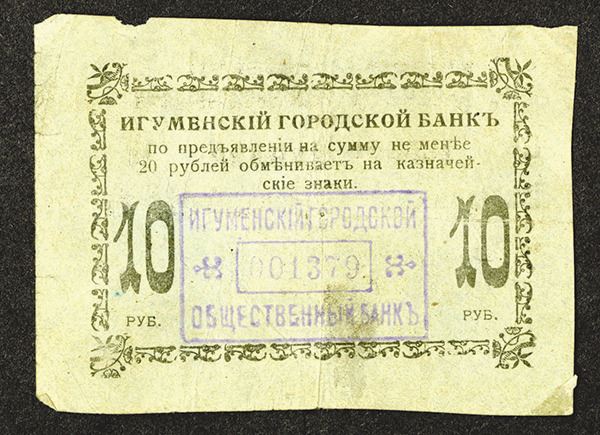 ИГУМЕНСКІЙ ГОРОДСКОЙ БАНКЪ
по предъявленіи на сумму не менѣе
20 рублей обмѣниваетъ на казначей-
скіе знаки.
10 РУБ.
ИГУМЕНСКІЙ ГОРОДСКОЙ
001379
ОБЩЕСТВЕННЫЙ БАНКЪ
10 РУБ.